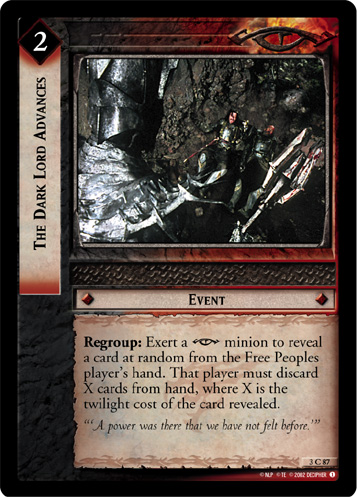 2
THE DARK LORD ADVANCES
EVENT
Regroup: Exert a minion to reveal
a card at random from the Free Peoples
player's hand. That player must discard
X cards from hand, where X is the
twilight cost of the card revealed.
"'A power was there that we have not felt before.'"
3 C 87
© NLP ® TE © 2002 DECIPHER